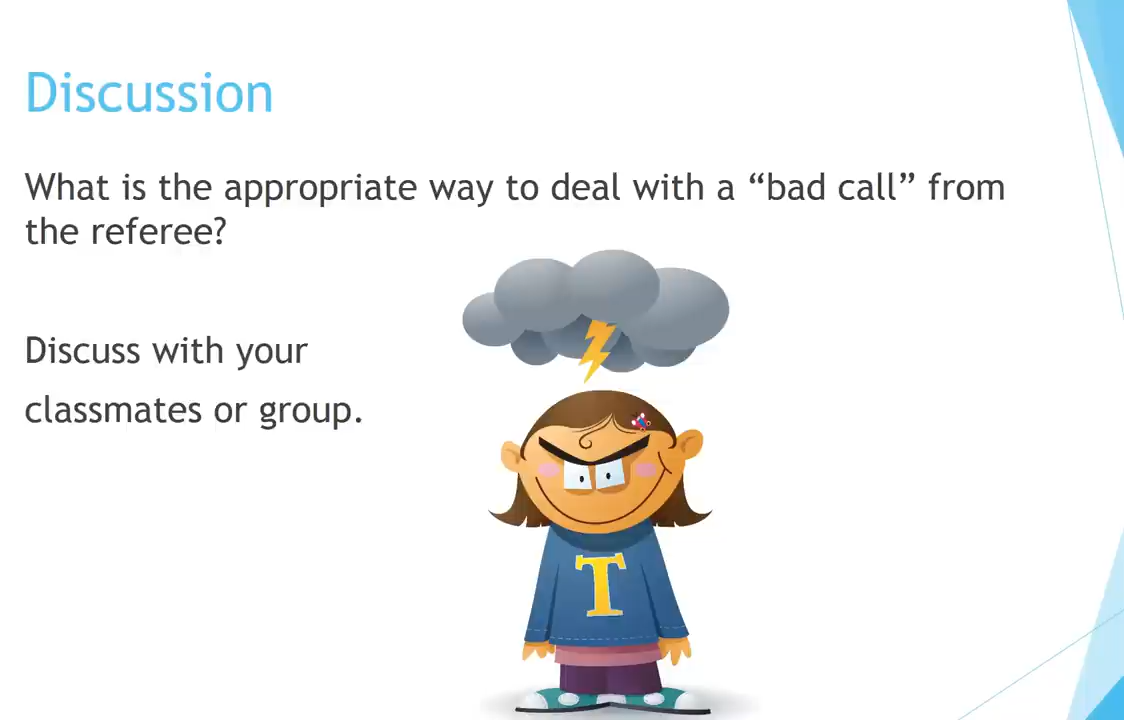 Discussion
What is the appropriate way to deal with a “bad call” from
the referee?
Discuss with your
classmates or group.
T